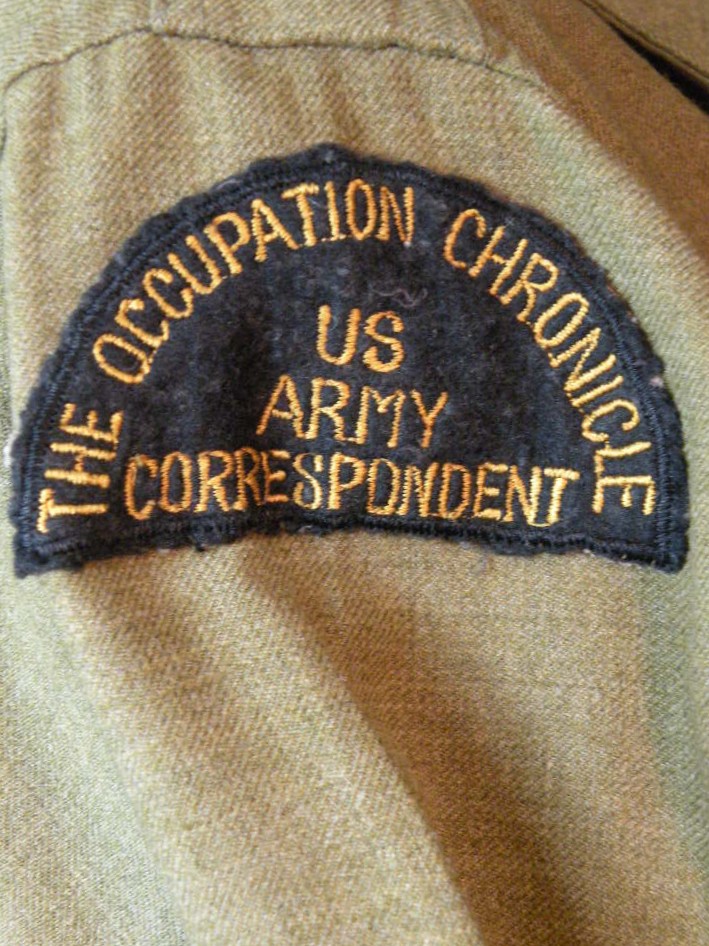 THE OCCUPATION CHRONICLE
US
ARMY
CORRESPONDENT